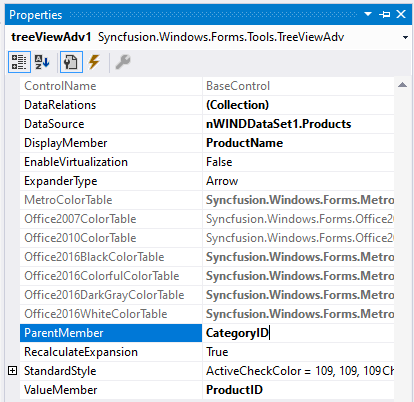 Properties
treeViewAdv1 Syncfusion.Windows.Forms.Tools.TreeViewAdv
ControlName BaseControl
DataRelations (Collection)
DataSource nWINDDataSet1.Products
DisplayMember ProductName
EnableVirtualization False
ExpanderType Arrow
MetroColorTable Syncfusion.Windows.Forms.Metro
Office2007ColorTable Syncfusion.Windows.Forms.Office2
Office2010ColorTable Syncfusion.Windows.Forms.Office2
Office2016BlackColorTable Syncfusion.Windows.Forms.Metro
Office2016ColorfulColorTable Syncfusion.Windows.Forms.Metro
Office2016DarkGrayColorTable Syncfusion.Windows.Forms.Metro
Office2016WhiteColorTable Syncfusion.Windows.Forms.Metro
ParentMember CategoryID
RecalculateExpansion True
StandardStyle ActiveCheckColor = 109, 109, 109Ch
ValueMember ProductID